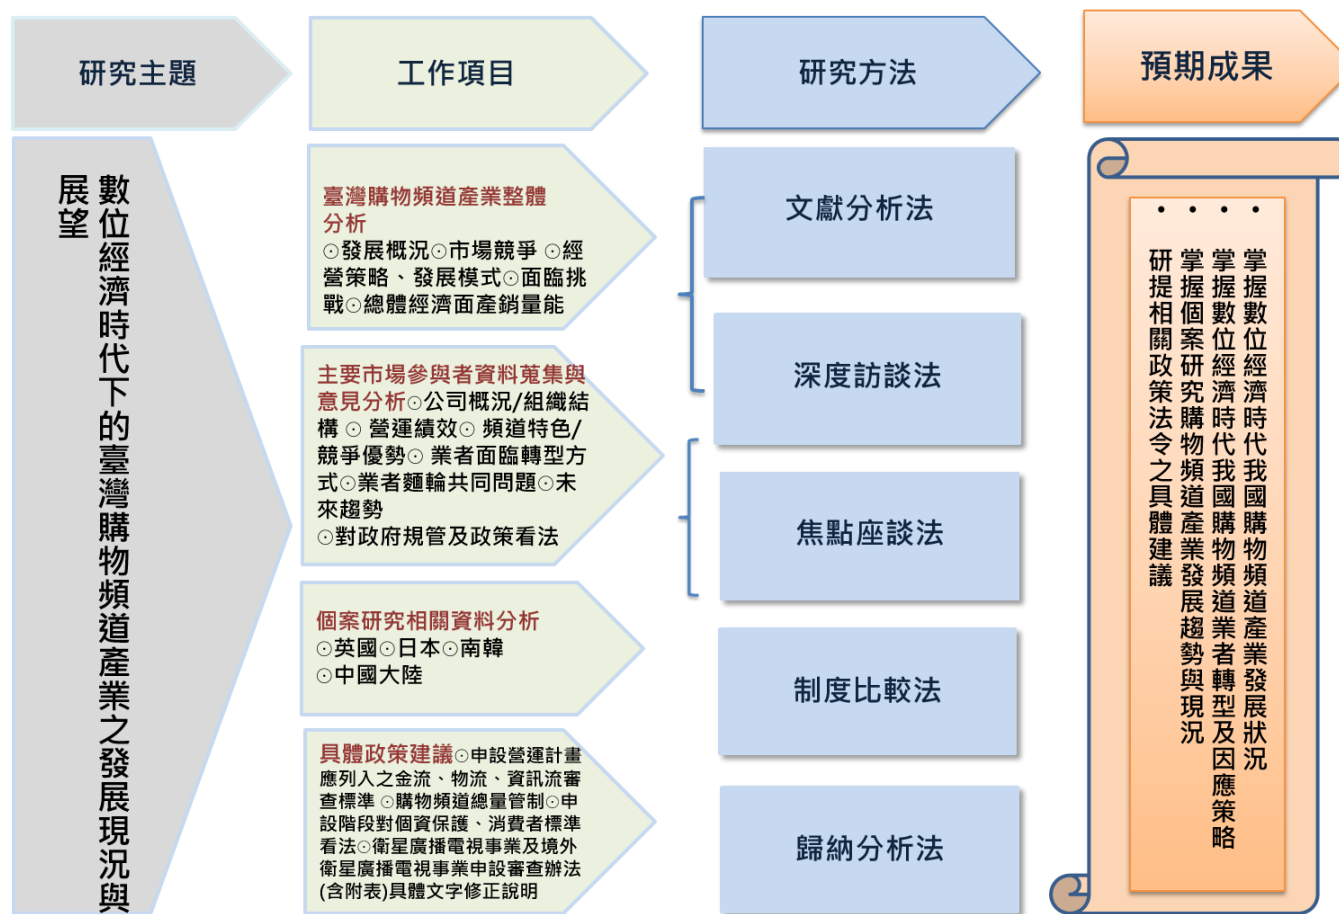 研究主題
工作項目
研究方法
預期成果
數位經濟時代下的臺灣購物頻道產業之發展現況與
展望
臺灣購物頻道產業整體
分析
⊙發展概況⊙市場競爭 ⊙經
營策略、發展模式⊙面臨挑
戰⊙總體經濟面產銷量能
主要市場參與者資料蒐集與
意見分析⊙公司概況/組織結
構⊙ 營運績效⊙ 頻道特色/
競爭優勢⊙ 業者面臨轉型方
式⊙業者麵輪共同問題⊙未
來趨勢
⊙對政府規管及政策看法
個案研究相關資料分析
⊙英國⊙日本⊙南韓
⊙中國大陸
具體政策建議⊙申設營運計畫
應列入之金流、物流、資訊流審
查標準 ⊙購物頻道總量管制⊙申
設階段對個資保護、消費者標準
看法⊙衛星廣播電視事業及境外
衛星廣播電視事業申設審查辦法
(含附表)具體文字修正說明
文獻分析法
深度訪談法
焦點座談法
制度比較法
歸納分析法
• 掌握數位經濟時代我國購物頻道產業發展狀況
• 掌握數位經濟時代我國購物頻道業者轉型及因應策略
• 掌握個案研究購物頻道產業發展趨勢與現況
• 研提相關政策法令之具體建議